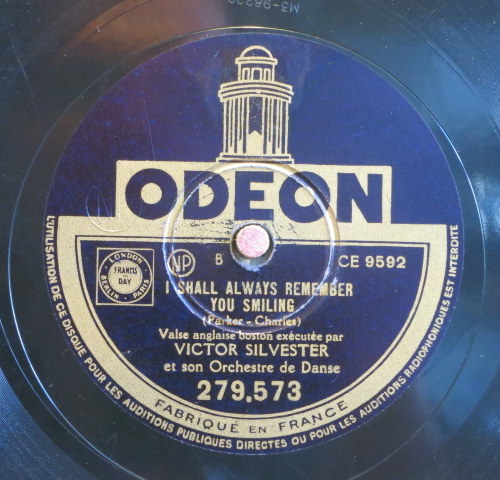 ODEON
LONDON
FRANCIS
DAY
BERLIN
PARIS
NP
B
CE 9592
I SHALL ALWAYS REMEMBER
YOU SMILING
(Parker - Charles)
Valse anglaise boston exécutée par
VICTOR SILVESTER
et son Orchestre de Danse
279.573
FABRIQUÉ EN FRANCE
L'UTILISATION DE CE DISQUE POUR LES AUDITIONS PUBLIQUES DIRECTES OU POUR LES AUDITIONS RADIOPHONIQUES EST INTERDITE